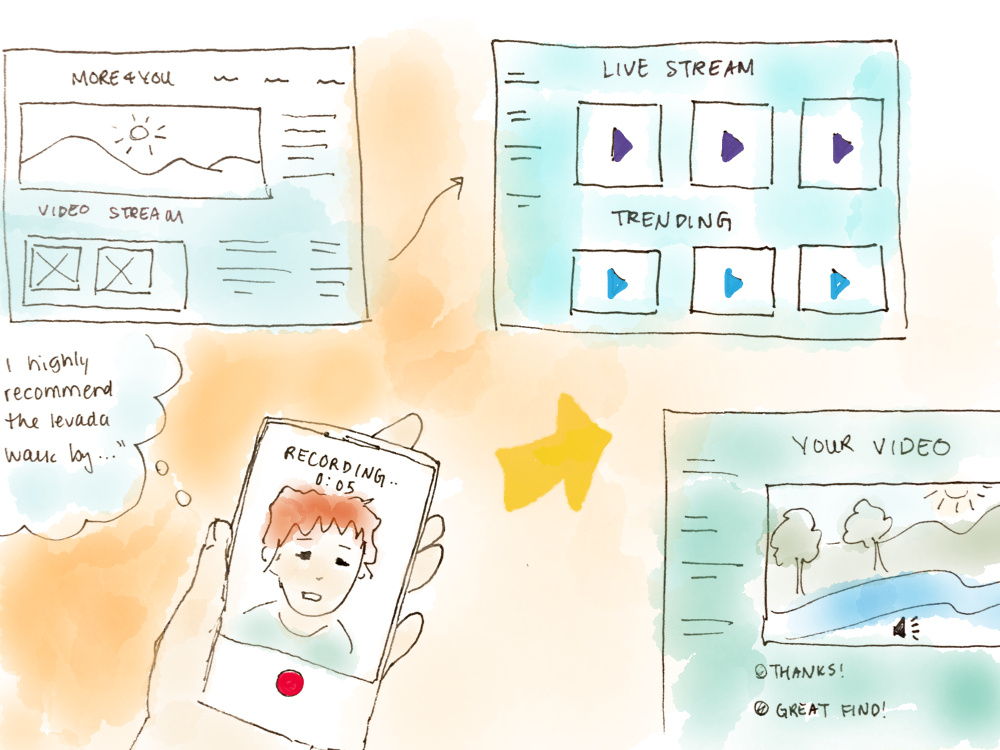 MORE4YOU
VIDEO STREAM
LIVE STREAM
TRENDING
I highly
recommend
the levada
walk by..."
RECORDING..
0:05
YOUR VIDEO
THANKS!
GREAT FIND!